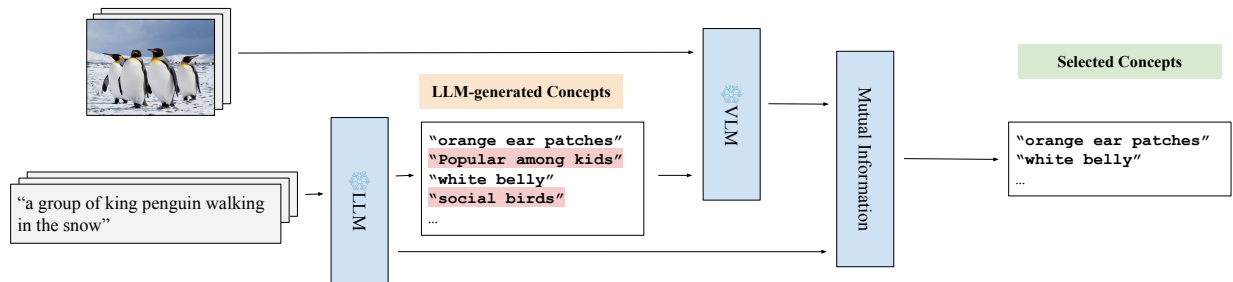 LLM-generated Concepts
Selected Concepts
VLM
Mutual Information
LLM
“orange ear patches”
“Popular among kids”
“white belly”
“social birds”
…
“orange ear patches”
“white belly”
…
“a group of king penguin walking
in the snow”